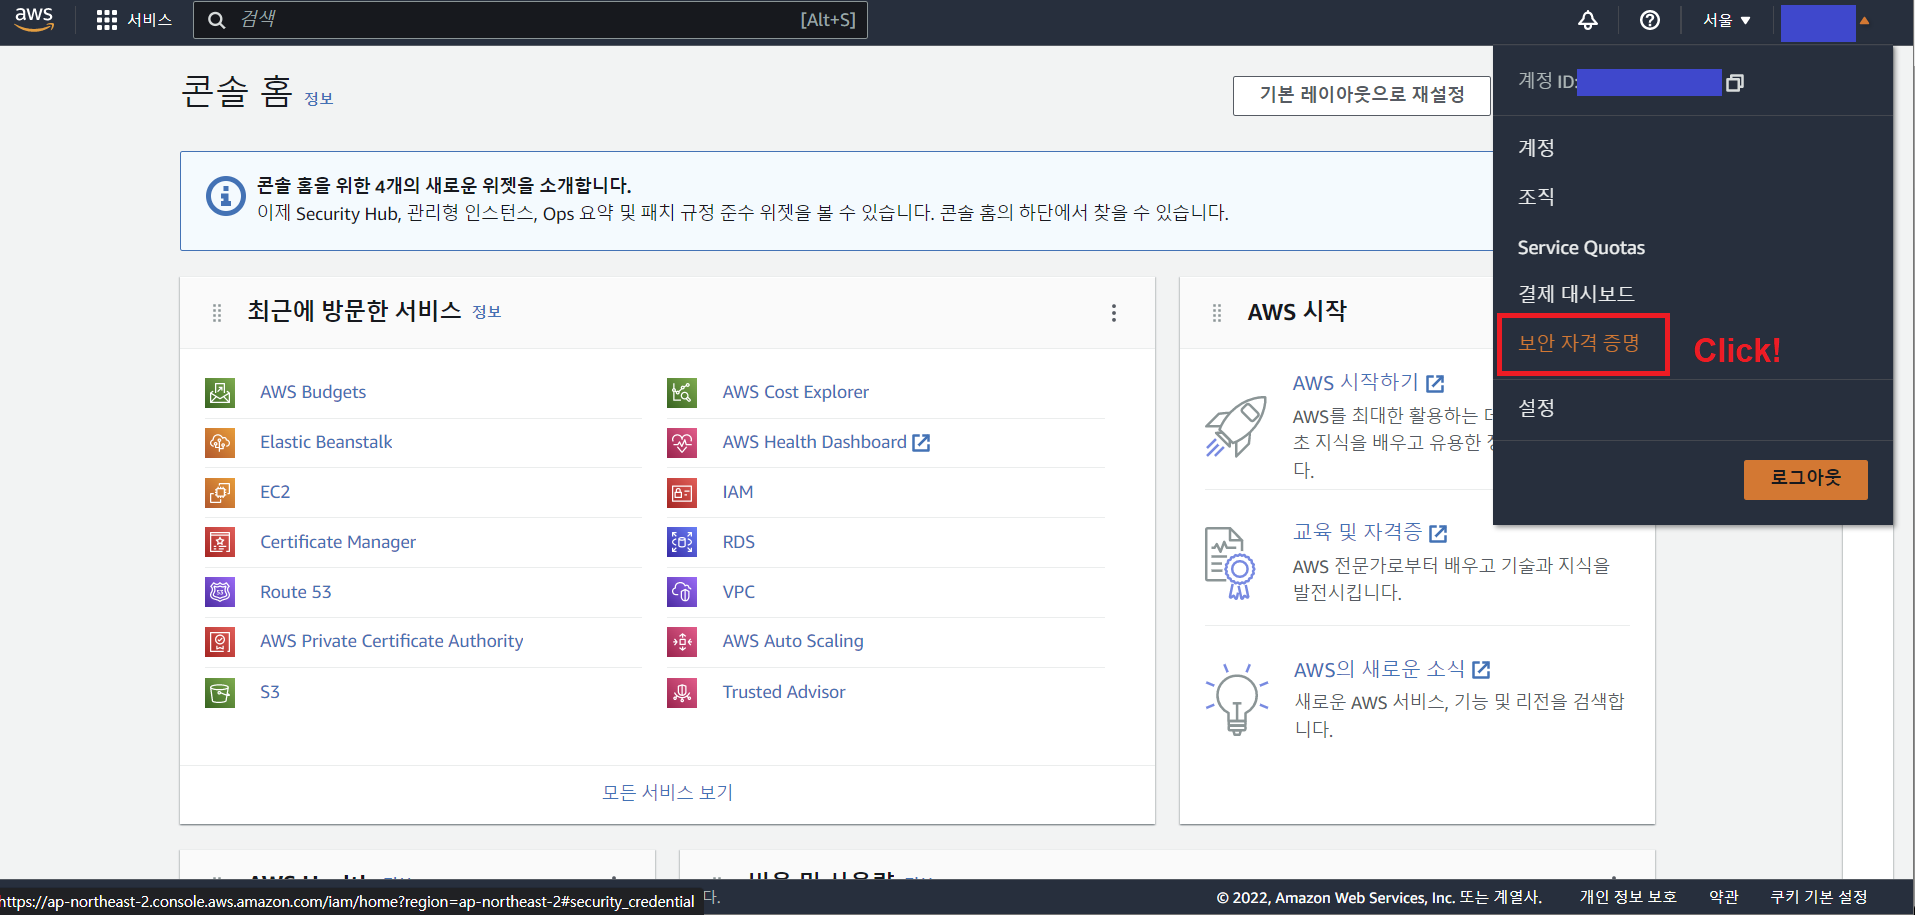 aws
서비스
검색
[Alt+S]
서울 ▼
콘솔 홈 정보
기본 레이아웃으로 재설정
계정 ID:
계정
조직
Service Quotas
결제 대시보드
보안 자격 증명
Click!
설정
로그아웃
콘솔 홈을 위한 4개의 새로운 위젯을 소개합니다.
이제 Security Hub, 관리형 인스턴스, Ops 요약 및 패치 규정 준수 위젯을 볼 수 있습니다. 콘솔 홈의 하단에서 찾을 수 있습니다.
최근에 방문한 서비스 정보
AWS Budgets
AWS Cost Explorer
Elastic Beanstalk
AWS Health Dashboard
EC2
IAM
Certificate Manager
RDS
Route 53
VPC
AWS Private Certificate Authority
AWS Auto Scaling
S3
Trusted Advisor
모든 서비스 보기
AWS 시작
AWS 시작하기
AWS를 최대한 활용하는 데
초 지식을 배우고 유용한
다.
교육 및 자격증
AWS 전문가로부터 배우고 기술과 지식을
발전시킵니다.
AWS의 새로운 소식
새로운 AWS 서비스, 기능 및 리전을 검색합
니다.
AWS Health 정보
비용 및 사용량 정보
https://ap-northeast-2.console.aws.amazon.com/iam/home?region=ap-northeast-2#security_credential
다.
© 2022, Amazon Web Services, Inc. 또는 계열사.
개인 정보 보호
약관
쿠키 기본 설정